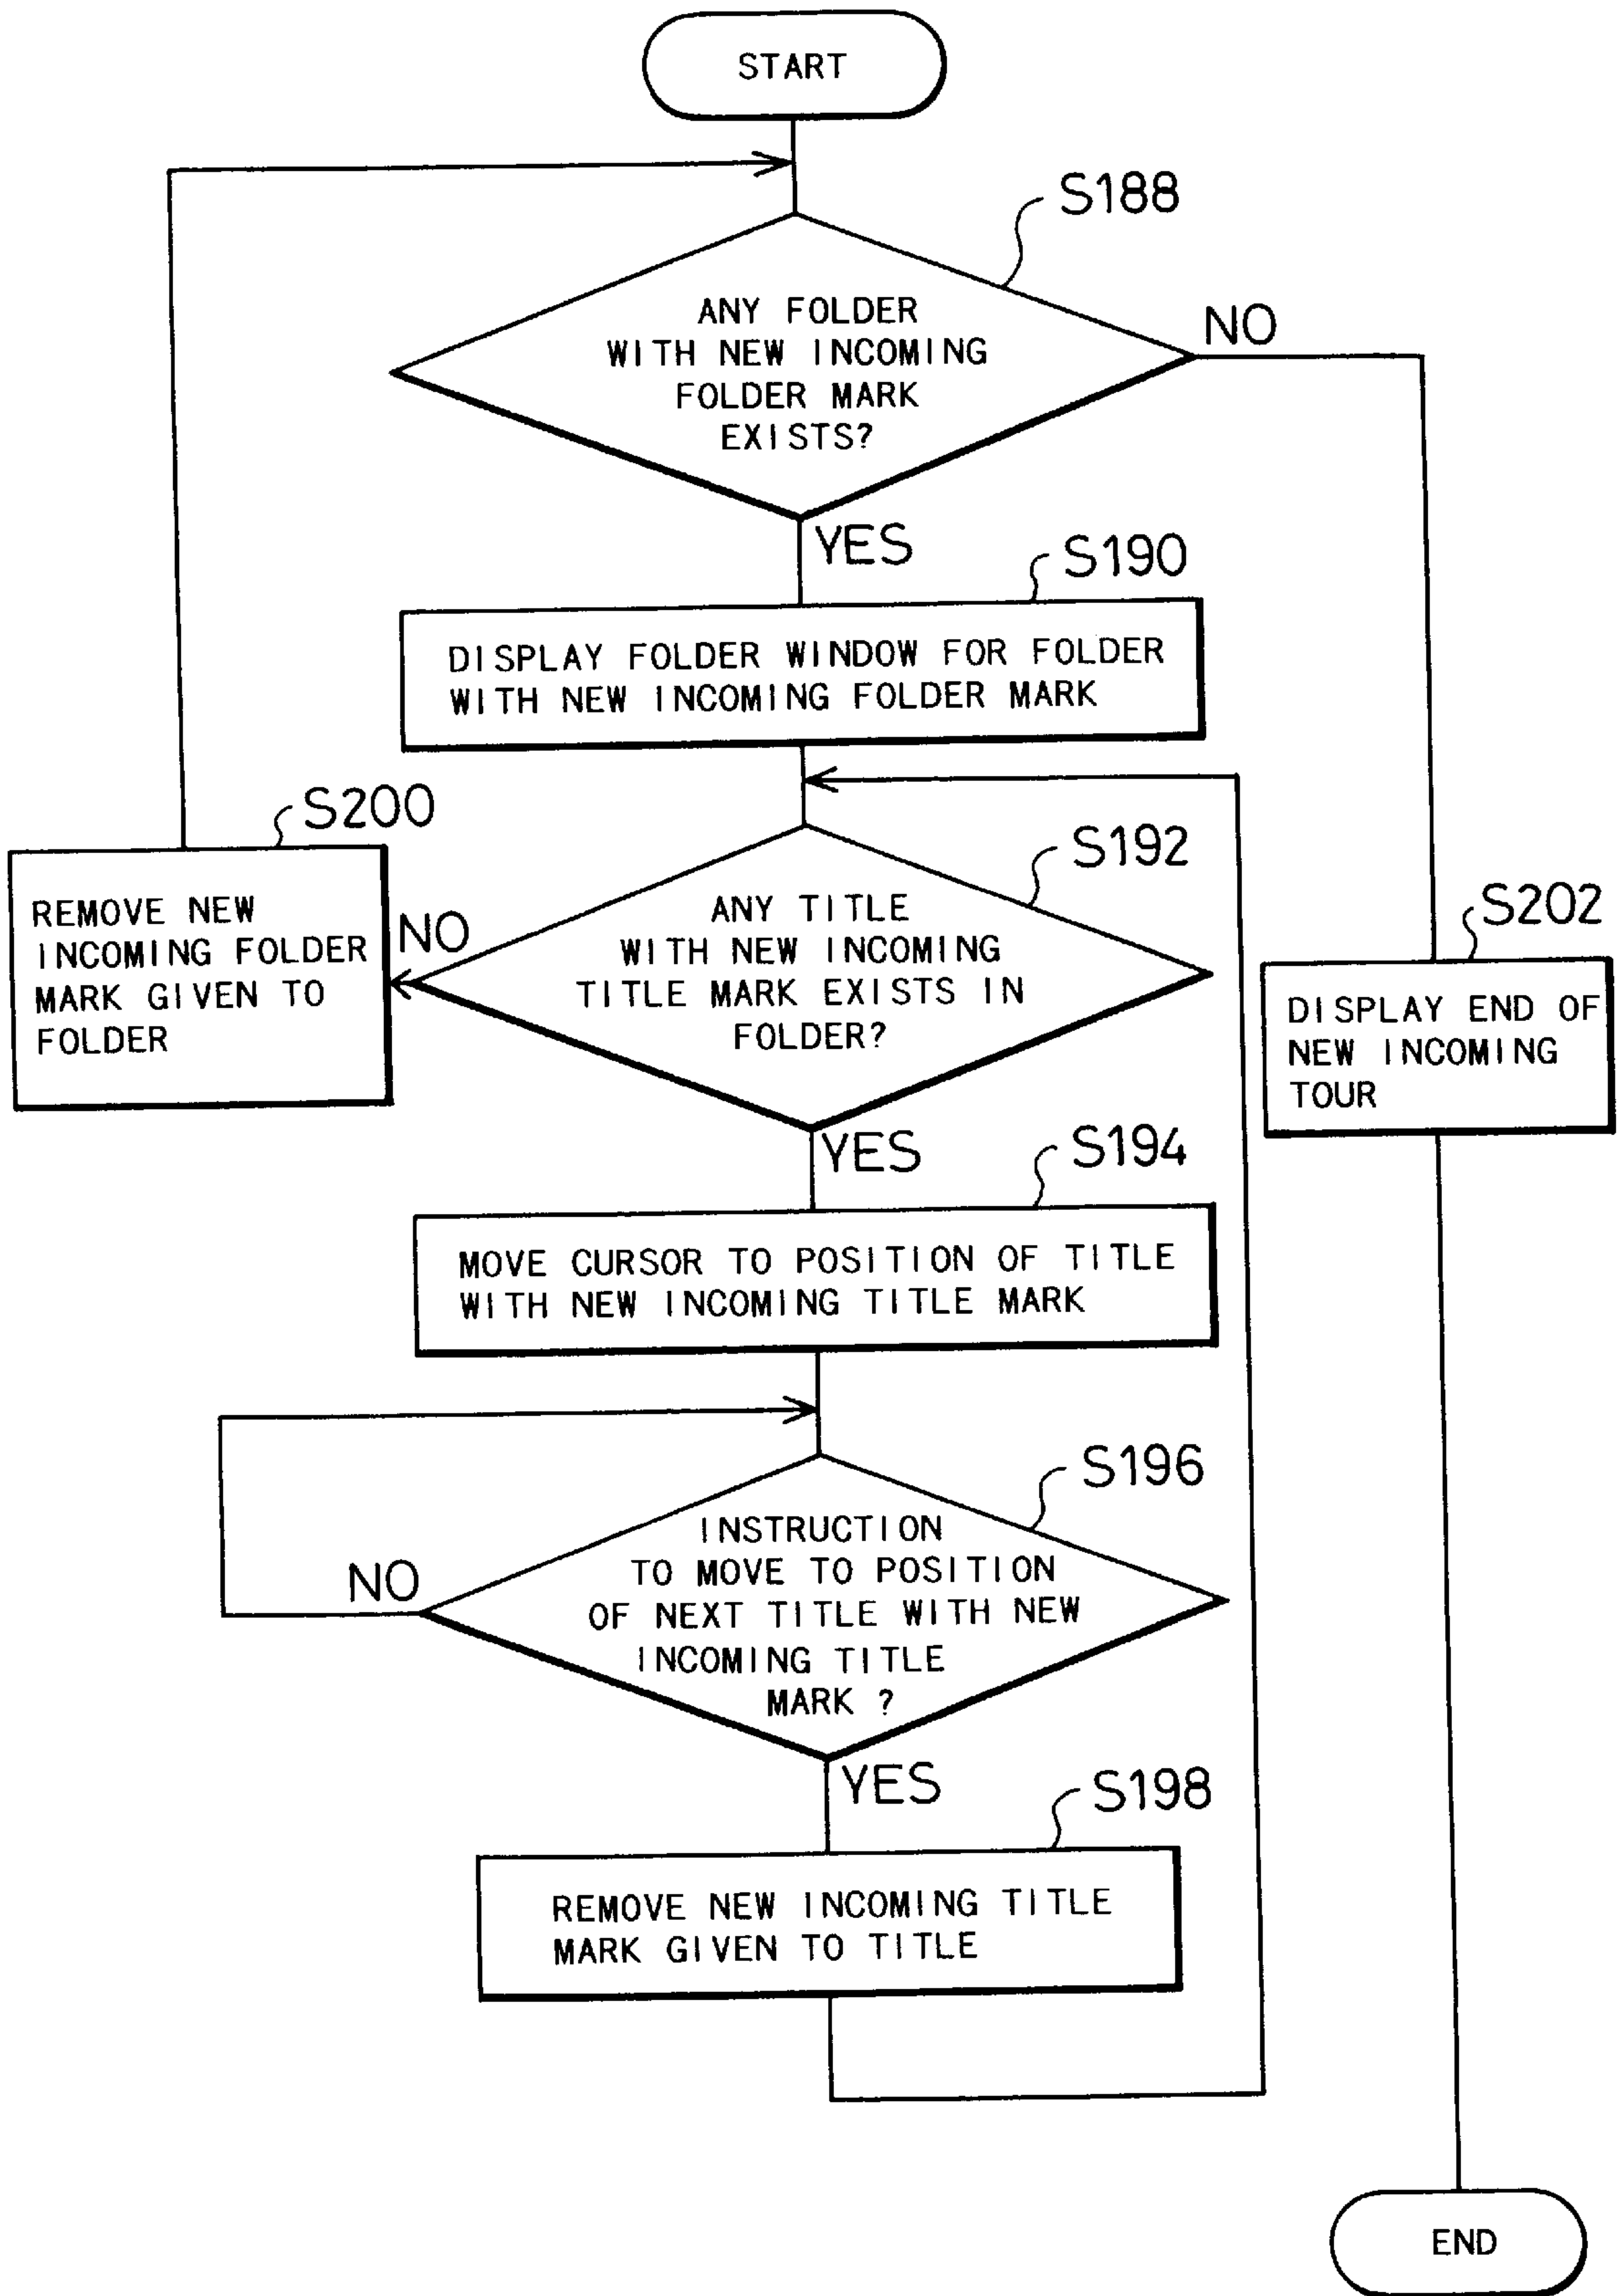 START
S188
ANY FOLDER
WITH NEW INCOMING
FOLDER MARK
EXISTS?
NO
YES
S190
DISPLAY FOLDER WINDOW FOR FOLDER
WITH NEW INCOMING FOLDER MARK
S200
REMOVE NEW
INCOMING FOLDER
MARK GIVEN TO
FOLDER
NO
S192
ANY TITLE
WITH NEW INCOMING
TITLE MARK EXISTS IN
FOLDER?
S202
DISPLAY END OF
NEW INCOMING
TOUR
YES
S194
MOVE CURSOR TO POSITION OF TITLE
WITH NEW INCOMING TITLE MARK
S196
INSTRUCTION
TO MOVE TO POSITION
OF NEXT TITLE WITH NEW
INCOMING TITLE
MARK ?
NO
YES
S198
REMOVE NEW INCOMING TITLE
MARK GIVEN TO TITLE
END